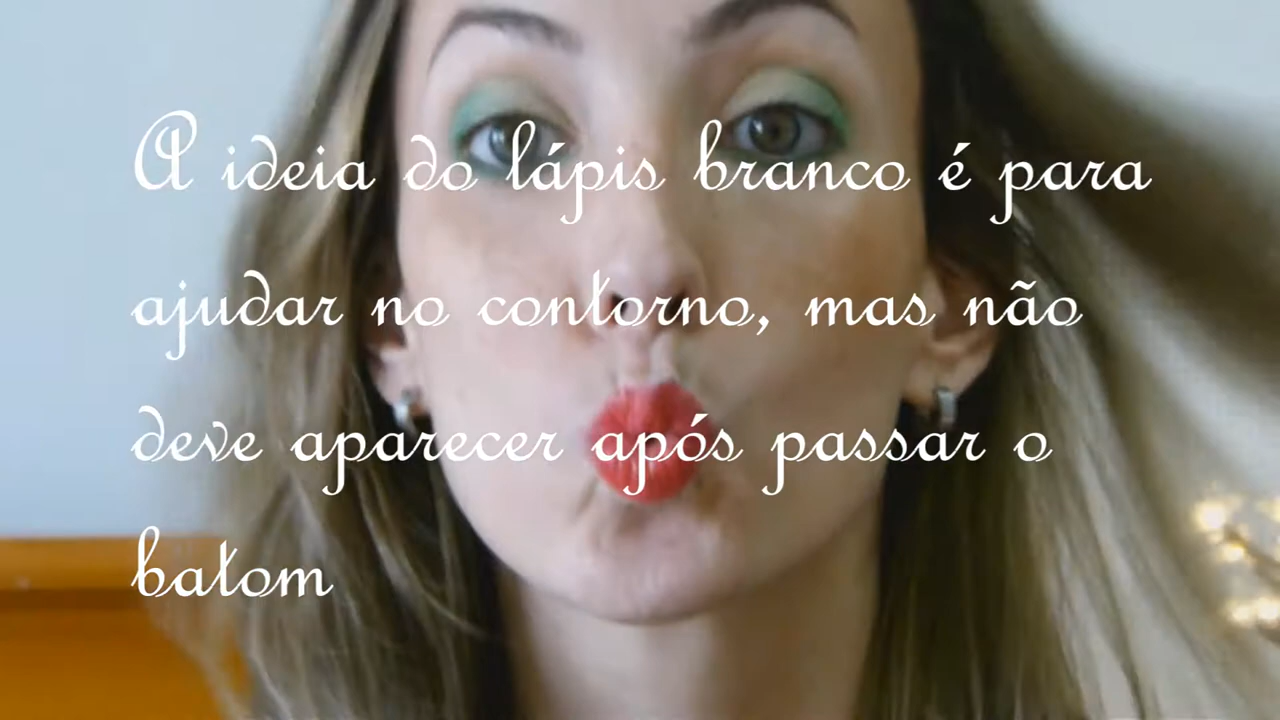 A ideia do lápis branco é para
ajudar no contorno, mas não
deve aparecer após passar o
batom